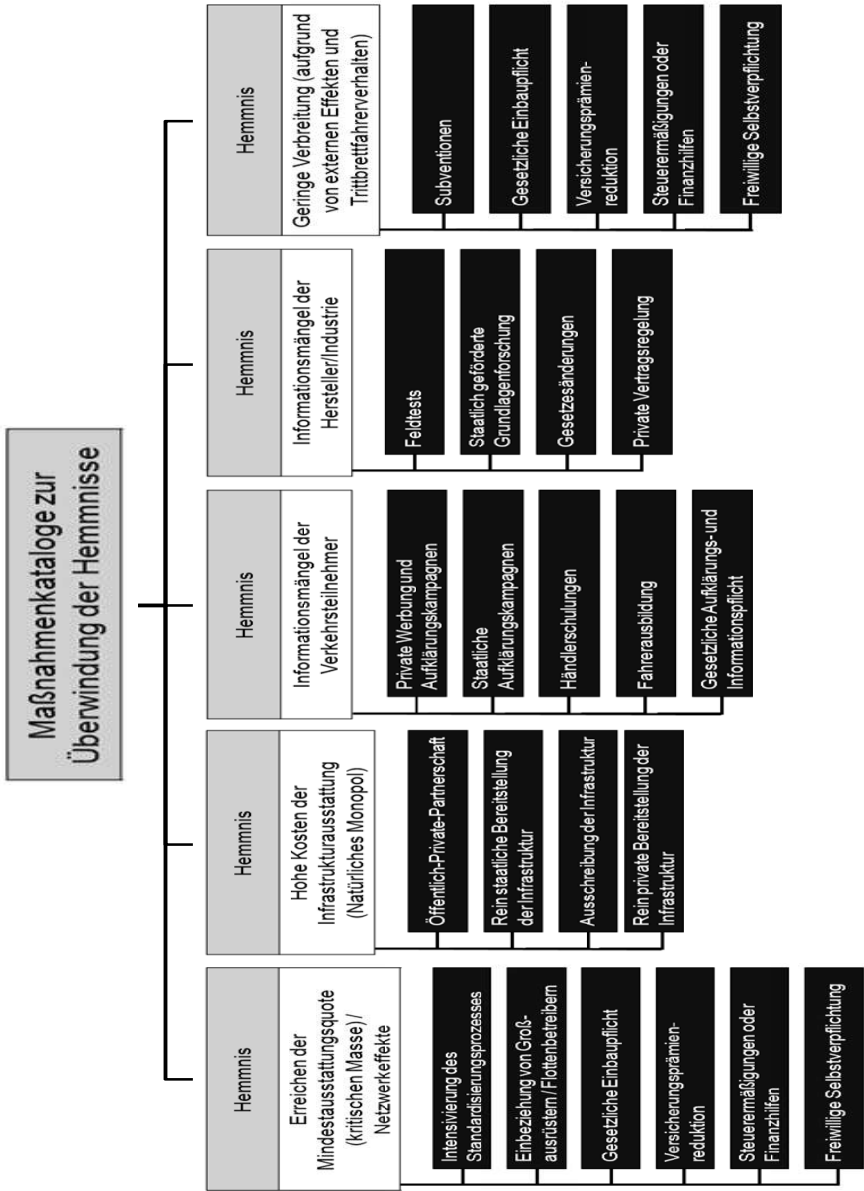 Maßnahmenkataloge zur
Überwindung der Hemmnisse
Hemmnis
Erreichen der
Mindestausstattungsquote
(kritischen Masse) /
Netzwerkeffekte
Intensivierung des
Standardisierungsprozesses
Einbeziehung von Groß-
ausrüstern / Flottenbetreibern
Gesetzliche Einbaupflicht
Versicherungsprämien-
reduktion
Steuerermäßigungen oder
Finanzhilfen
Freiwillige Selbstverpflichtung
Hemmnis
Hohe Kosten der
Infrastrukturausstattung
(Natürliches Monopol)
Öffentlich-Private-Partnerschaft
Rein staatliche Bereitstellung
der Infrastruktur
Ausschreibung der Infrastruktur
Rein private Bereitstellung der
Infrastruktur
Hemmnis
Informationsmängel der
Verkehrsteilnehmer
Private Werbung und
Aufklärungskampagnen
Staatliche
Aufklärungskampagnen
Händlerschulungen
Fahrerausbildung
Gesetzliche Aufklärungs- und
Informationspflicht
Hemmnis
Informationsmängel der
Hersteller/Industrie
Feldtests
Staatlich geförderte
Grundlagenforschung
Gesetzesänderungen
Private Vertragsregelung
Hemmnis
Geringe Verbreitung (aufgrund
von externen Effekten und
Trittbrettfahrerverhalten)
Subventionen
Gesetzliche Einbaupflicht
Versicherungsprämien-
reduktion
Steuerermäßigungen oder
Finanzhilfen
Freiwillige Selbstverpflichtung